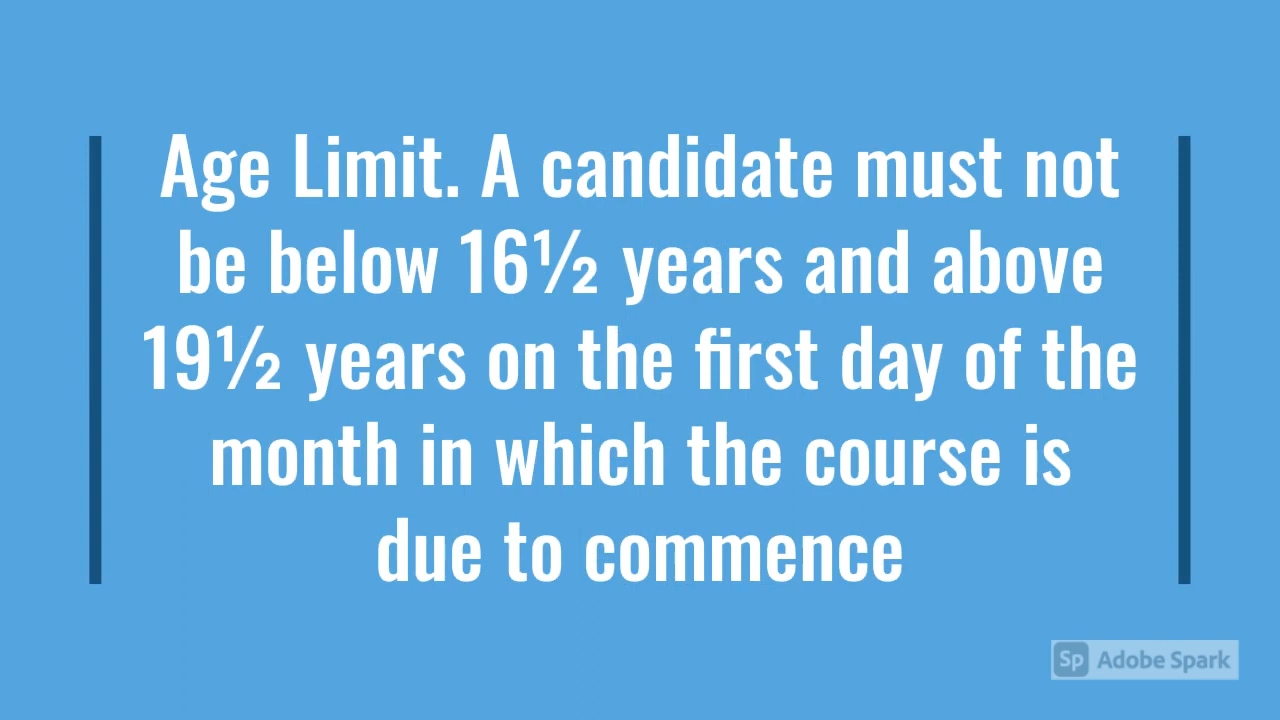 Age Limit. A candidate must not
be below 16½ years and above
19½ years on the first day of the
month in which the course is
due to commence
Sp Adobe Spark